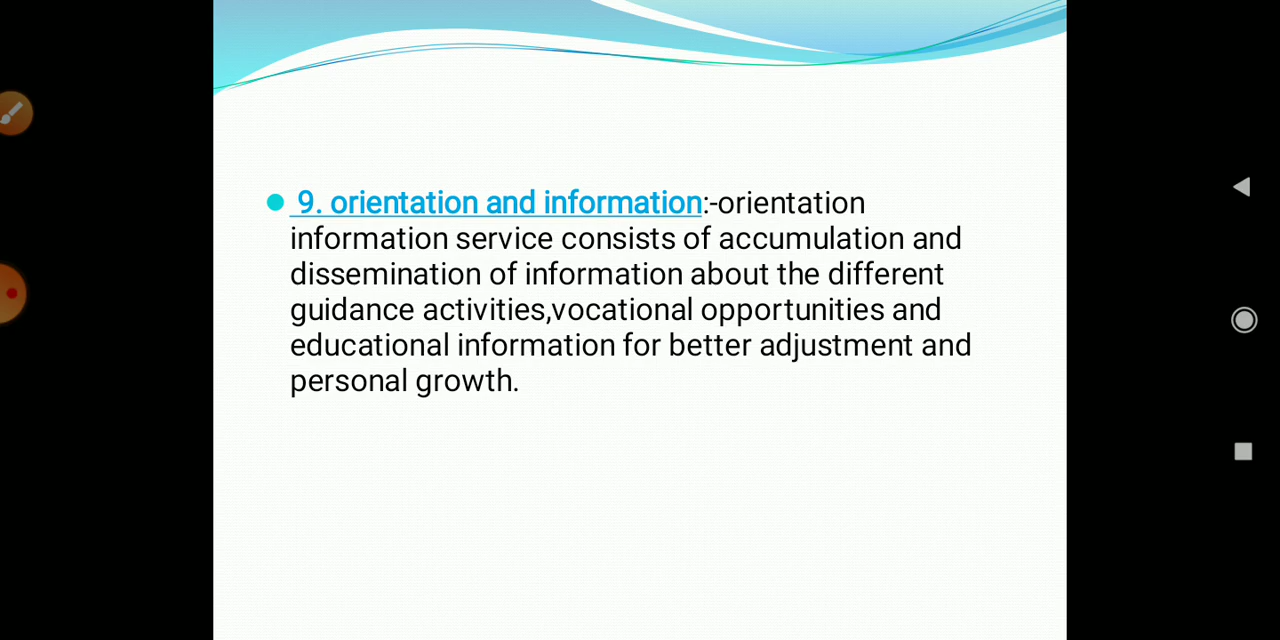 9. orientation and information:-orientation
information service consists of accumulation and
dissemination of information about the different
guidance activities,vocational opportunities and
educational information for better adjustment and
personal growth.